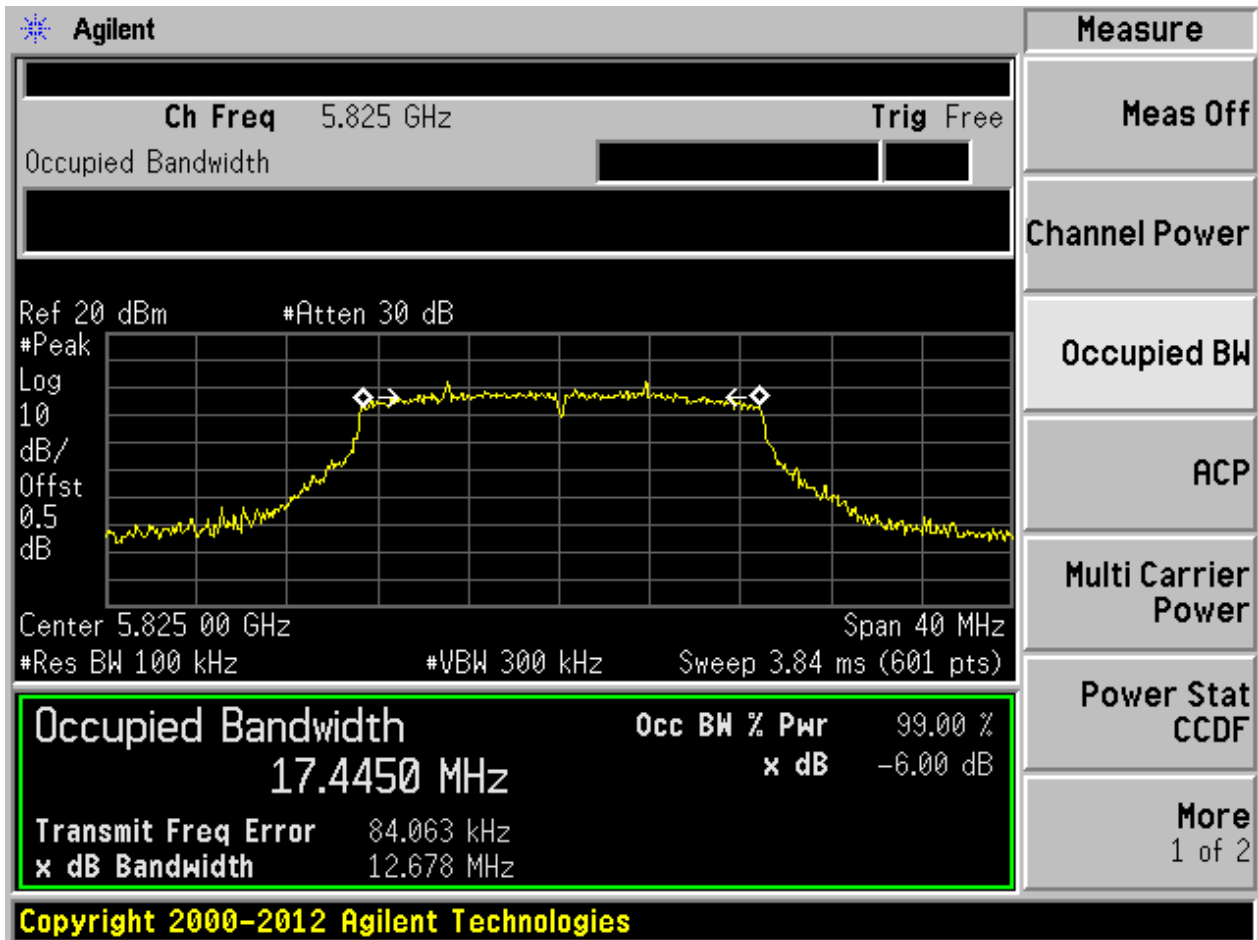 Agilent
Measure
Ch Freq 5.825 GHz Trig Free
Occupied Bandwidth
Meas Off
Channel Power
Occupied BW
ACP
Multi Carrier
Power
Power Stat
CCDF
More
1 of 2
Ref 20 dBm #Atten 30 dB
#Peak
Log
10
dB/
Offst
0.5
dB
Center 5.825 00 GHz Span 40 MHz
#Res BW 100 kHz #VBW 300 kHz Sweep 3.84 ms (601 pts)
Occupied Bandwidth
17.4450 MHz
Occ BW % Pwr 99.00 %
x dB -6.00 dB
Transmit Freq Error 84.063 kHz
x dB Bandwidth 12.678 MHz
Copyright 2000-2012 Agilent Technologies